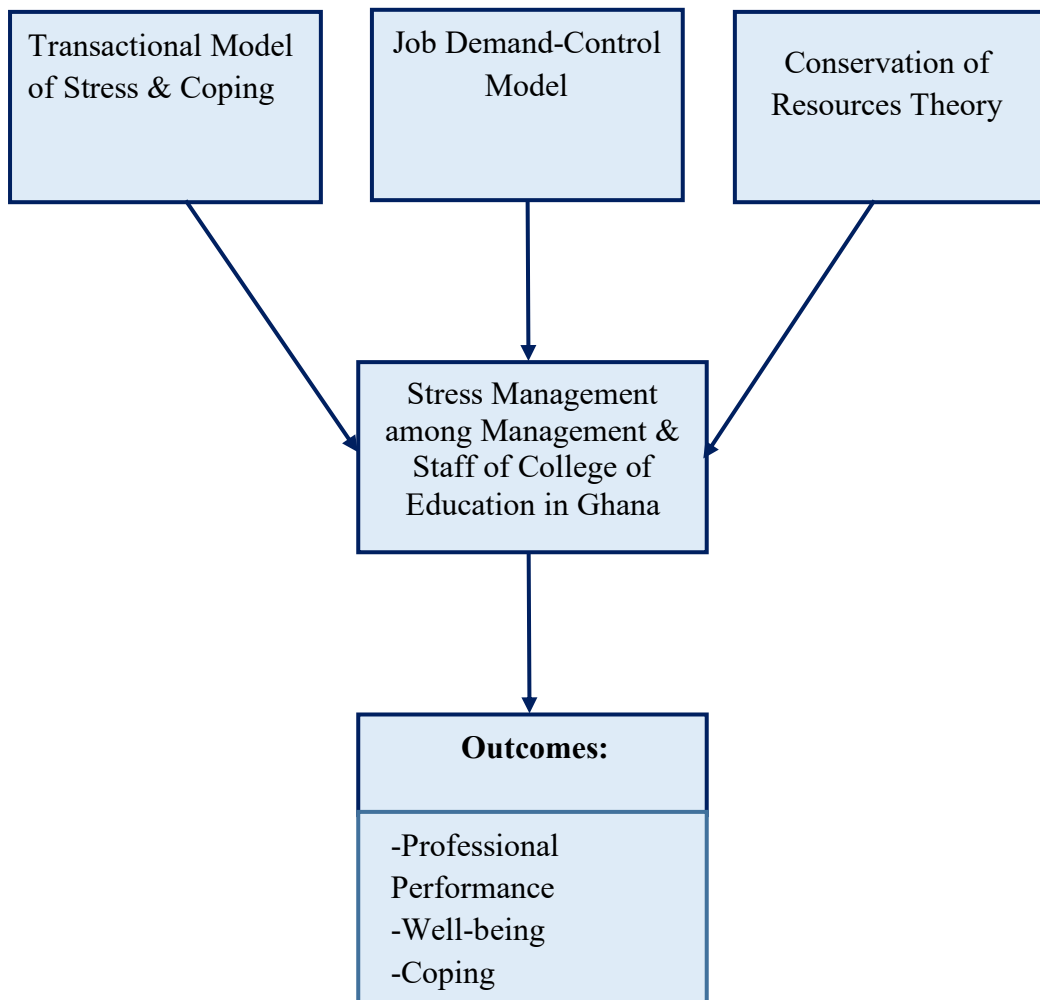 Transactional Model
of Stress & Coping
Job Demand-Control
Model
Conservation of
Resources Theory
Stress Management
among Management &
Staff of College of
Education in Ghana
Outcomes:
-Professional
Performance
-Well-being
-Coping